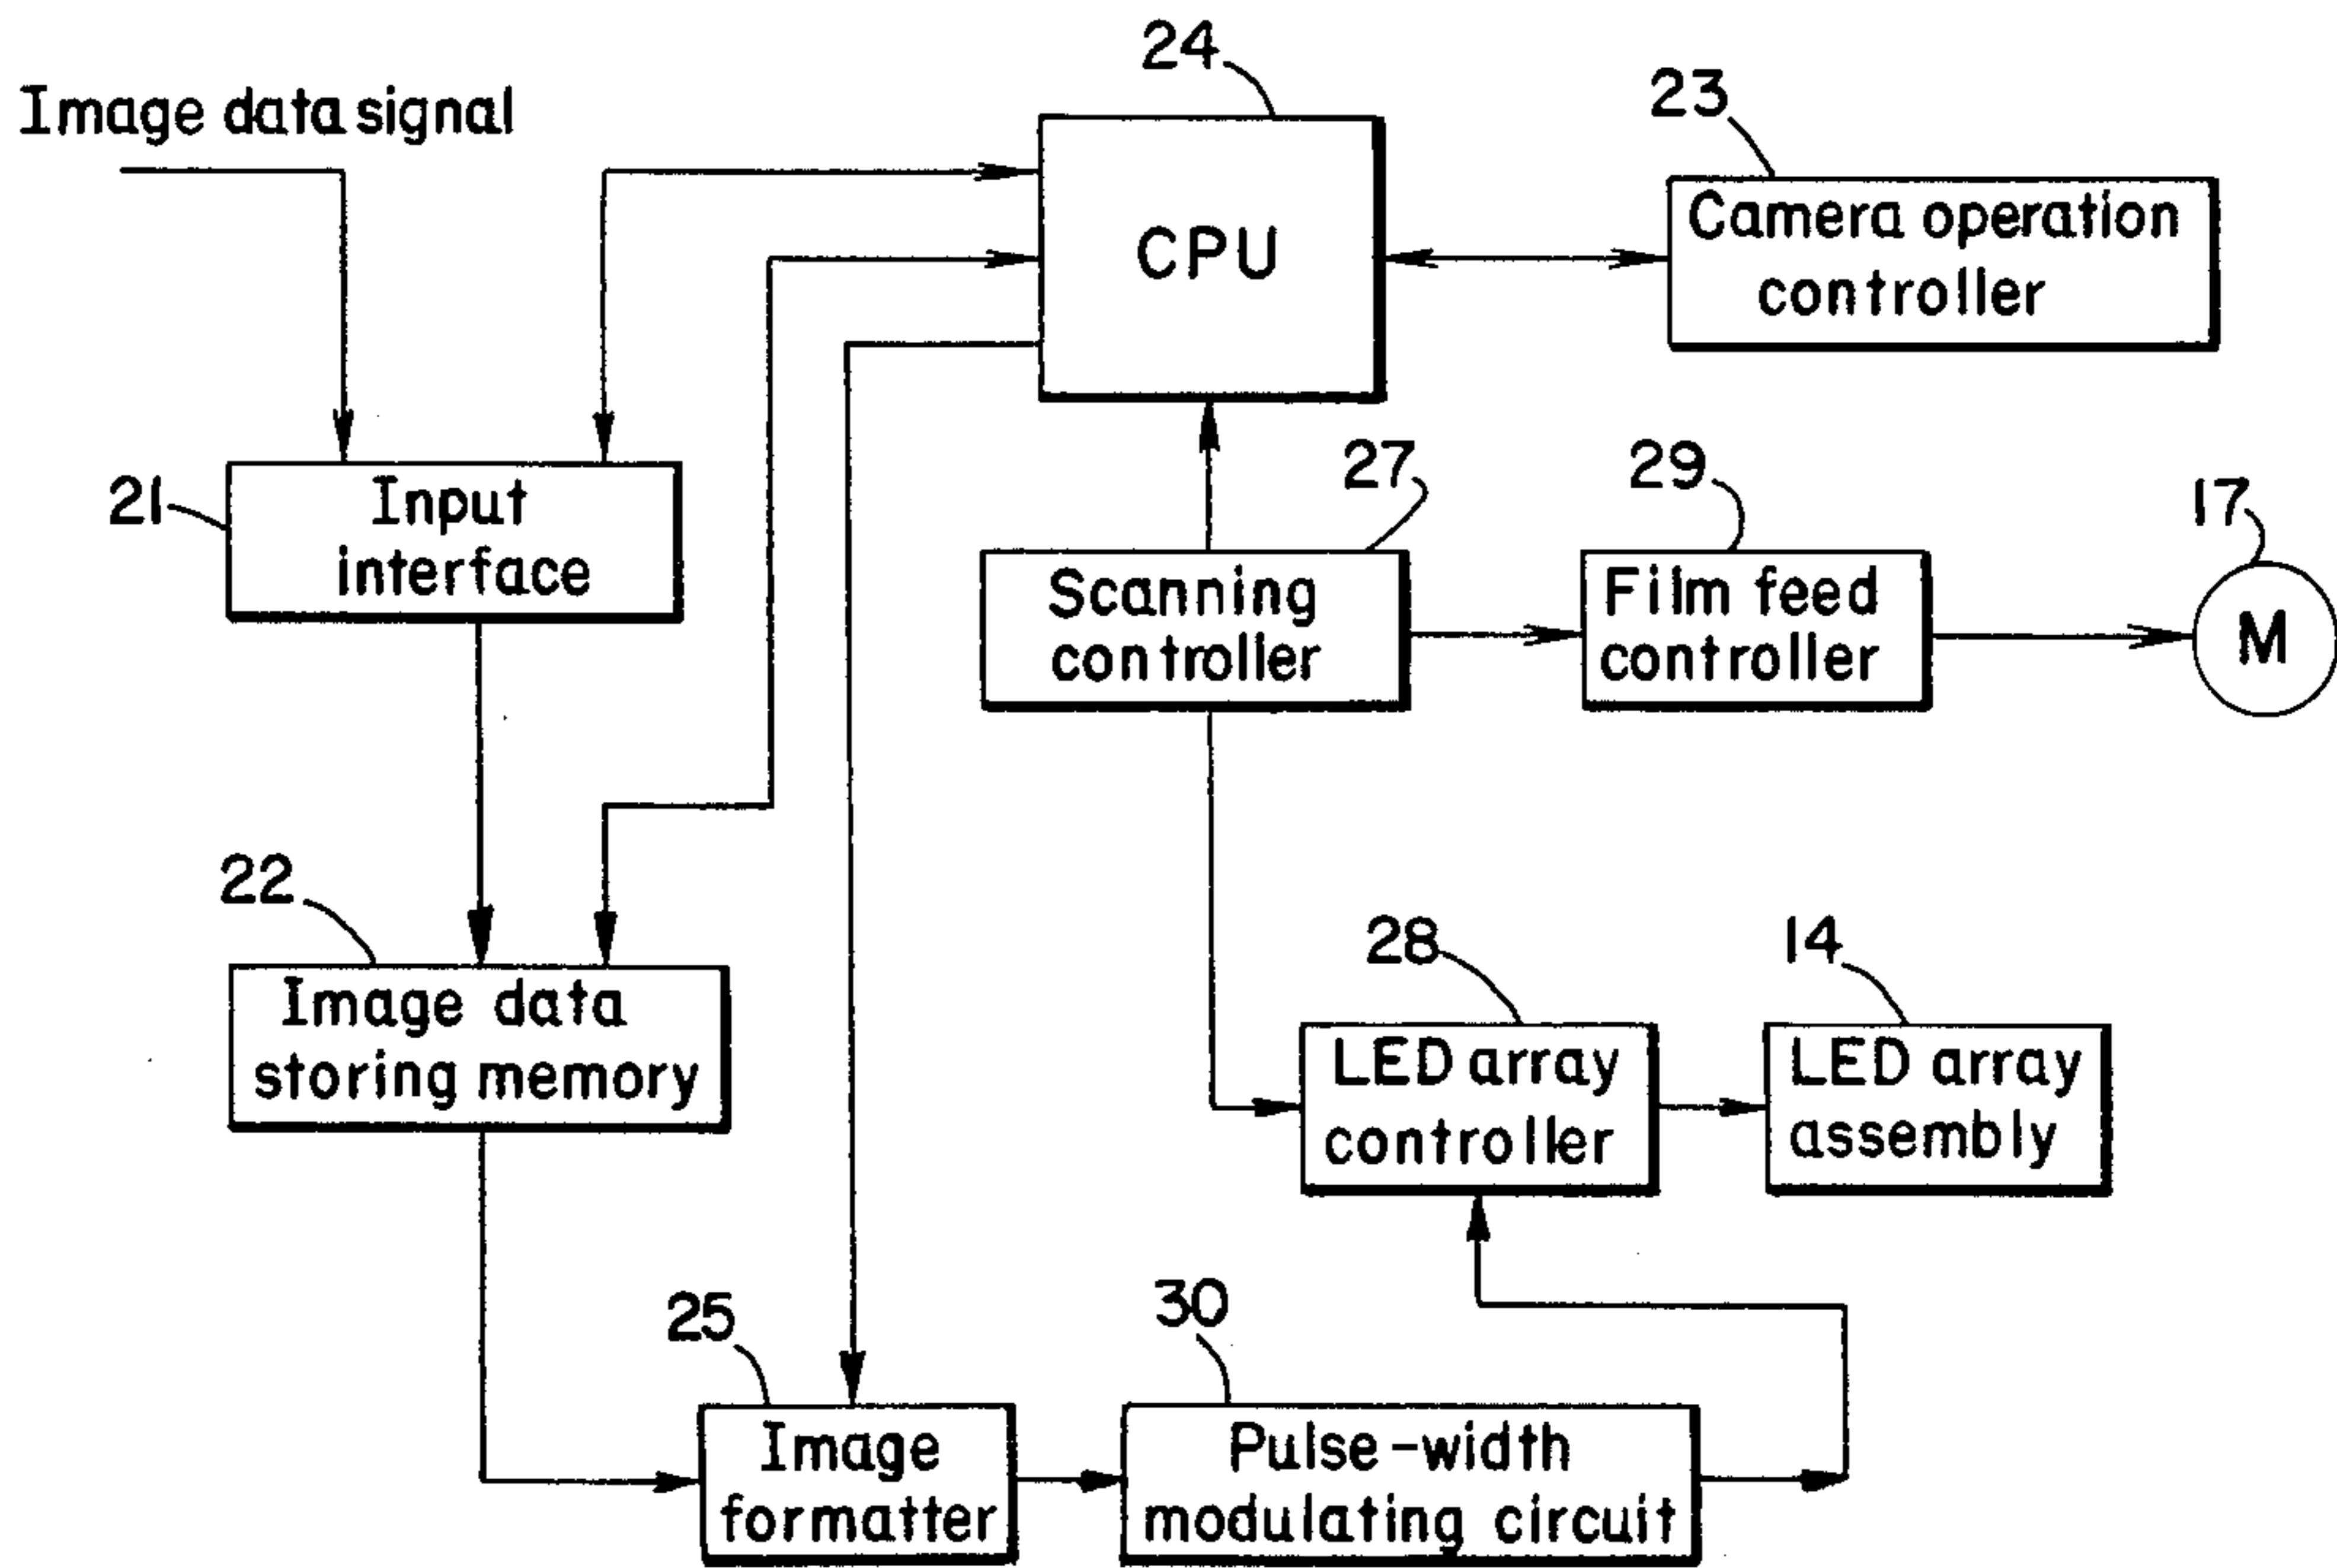 24
Image data signal
23
CPU
Camera operation
controller
21
Input
interface
27
29
17
Scanning
controller
Film feed
controller
M
22
Image data
storing memory
28
14
LED array
controller
LED array
assembly
25
30
Image
formatter
Pulse-width
modulating circuit